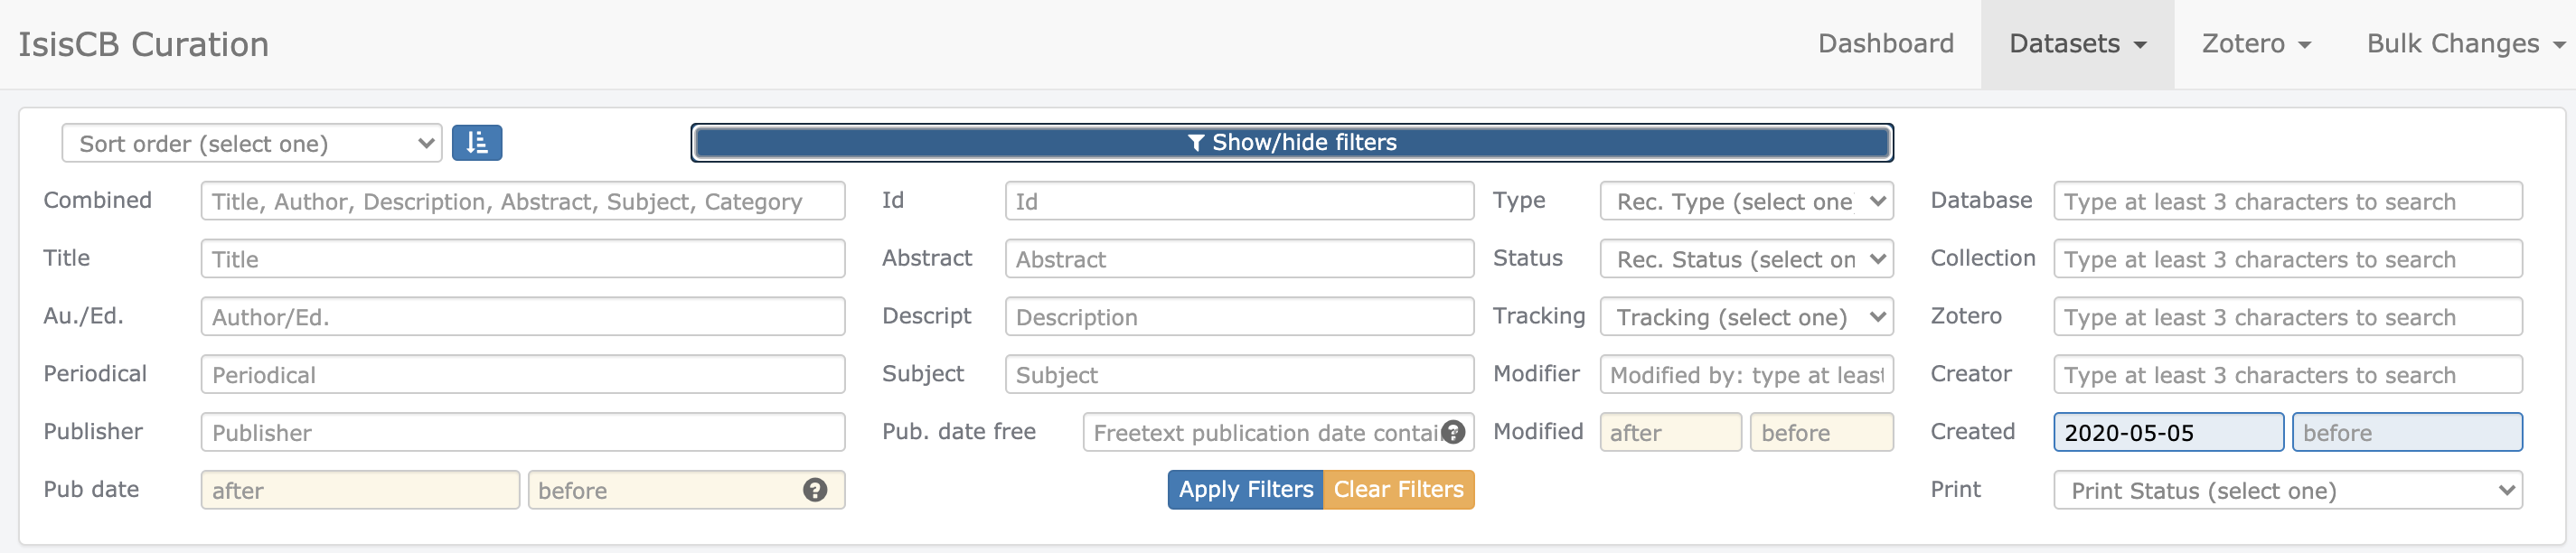 IsisCB Curation Dashboard Datasets Zotero Bulk Changes
Sort order (select one) Show/hide filters
Combined Title, Author, Description, Abstract, Subject, Category Id Id Type Rec. Type (select one Database Type at least 3 characters to search
Title Title Abstract Abstract Status Rec. Status (select on Collection Type at least 3 characters to search
Au./Ed. Author/Ed. Descript Description Tracking Tracking (select one) Zotero Type at least 3 characters to search
Periodical Periodical Subject Subject Modifier Modified by: type at least Creator Type at least 3 characters to search
Publisher Publisher Pub. date free Freetext publication date contai ? Modified after before Created 2020-05-05 before
Pub date after before ? Apply Filters Clear Filters Print Print Status (select one)